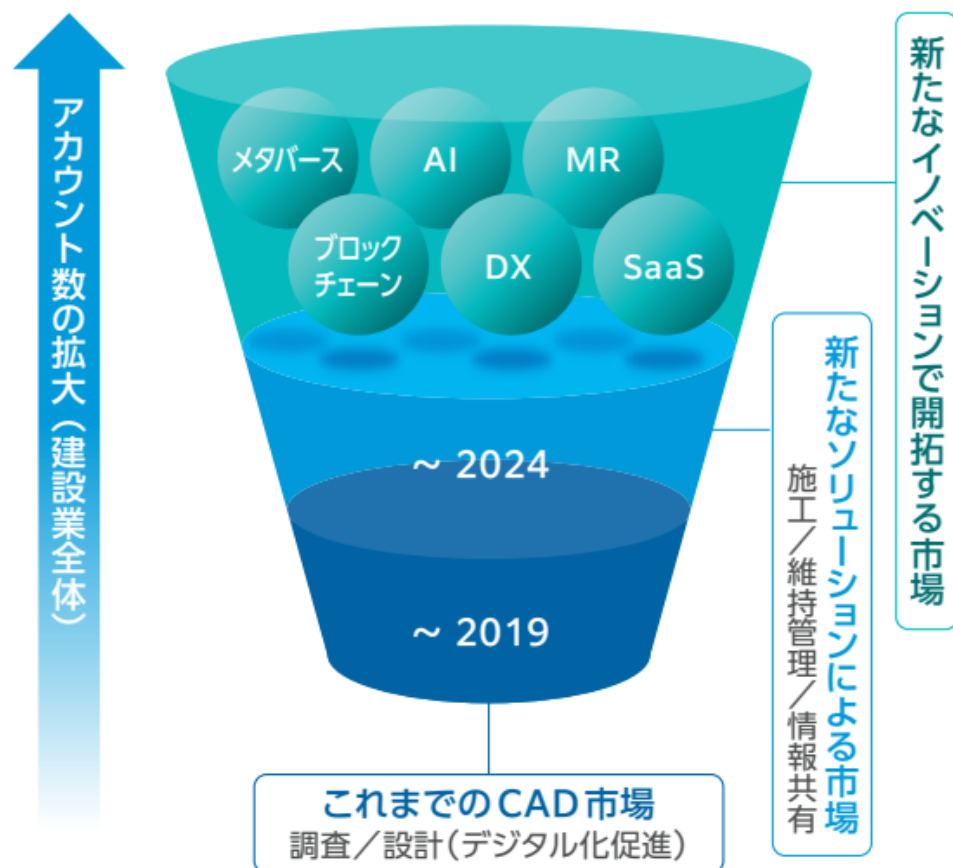 アカウント数の拡大（建設業全体）
メタバース
AI
MR
ブロック
チェーン
DX
SaaS
～2024
～2019
新たなイノベーションで開拓する市場
新たなソリューションによる市場
施工／維持管理／情報共有
これまでのCAD市場
調査／設計（デジタル化促進）